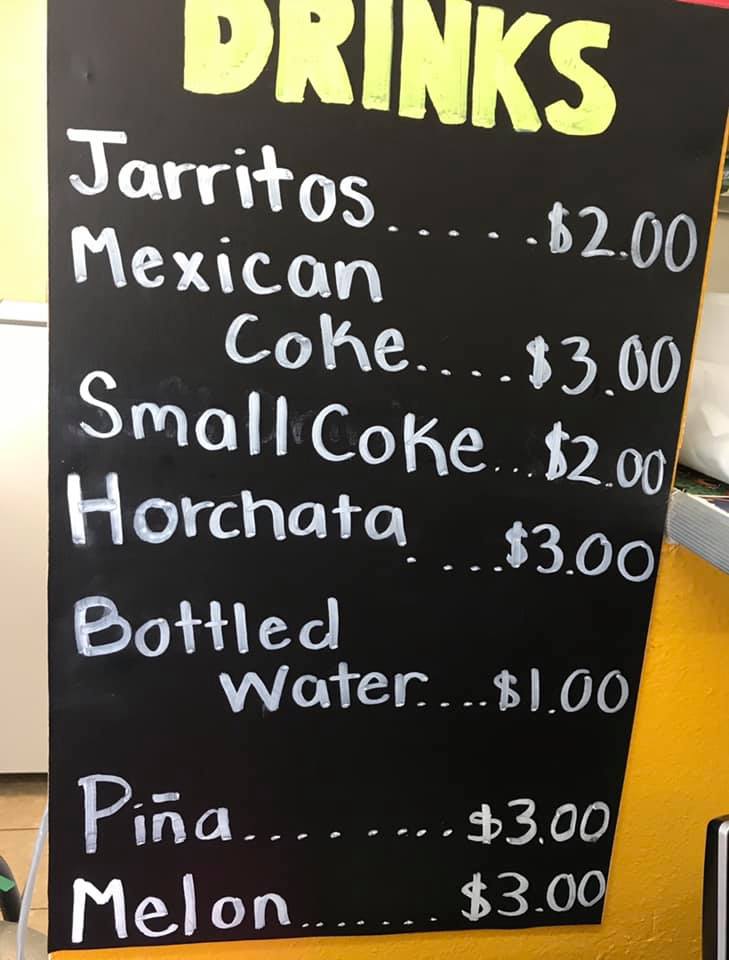 DRINKS
Jarritos......$2.00
Mexican
Coke.....$3.00
Small Coke...$2.00
Horchata ....$3.00
Bottled
Water....$1.00
Piña.........$3.00
Melon.......$3.00